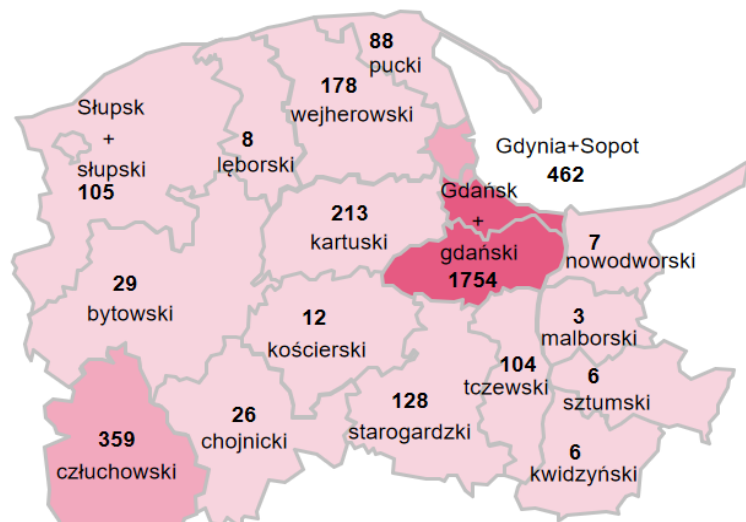 88
pucki
178
wejherowski
Słupsk
+
słupski
105
8
lęborski
Gdynia+Sopot
462
Gdańsk
+
gdański
1754
213
kartuski
7
nowodworski
29
bytowski
12
kościerski
3
malborski
104
tczewski
6
sztumski
128
starogardzki
26
chojnicki
359
człuchowski
6
kwidzyński